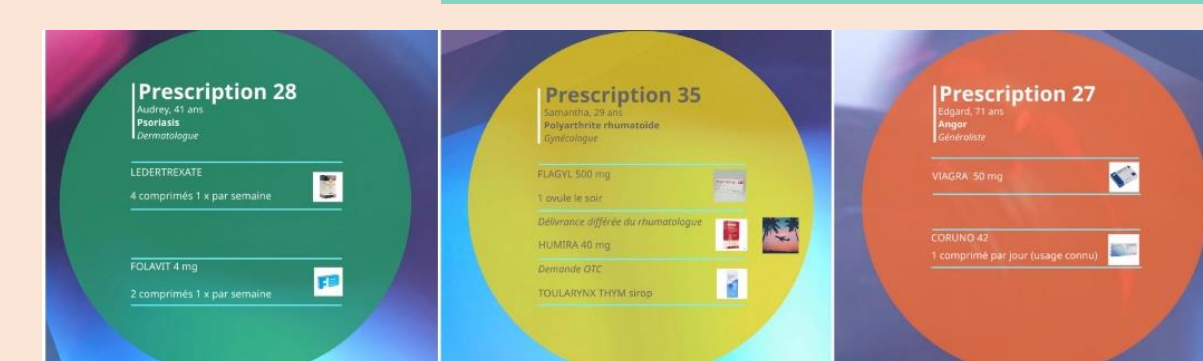 Prescription 28
Audrey, 41 ans
Psoriasis
Dermatologue
LEDERTREXATE
4 comprimés 1 x par semaine
FOLAVIT 4 mg
2 comprimés 1 x par semaine
Prescription 35
Samantha, 29 ans
Polyarthrite rhumatoïde
Gynécologue
FLAGYL 500 mg
1 ovule le soir
Délivrance différée du rhumatologue
HUMIRA 40 mg
Demande OTC
TOULARYNX THYM sirop
Prescription 27
Edgard, 71 ans
Angor
Généraliste
VIAGRA 50 mg
CORUNO 42
1 comprimé par jour (usage connu)